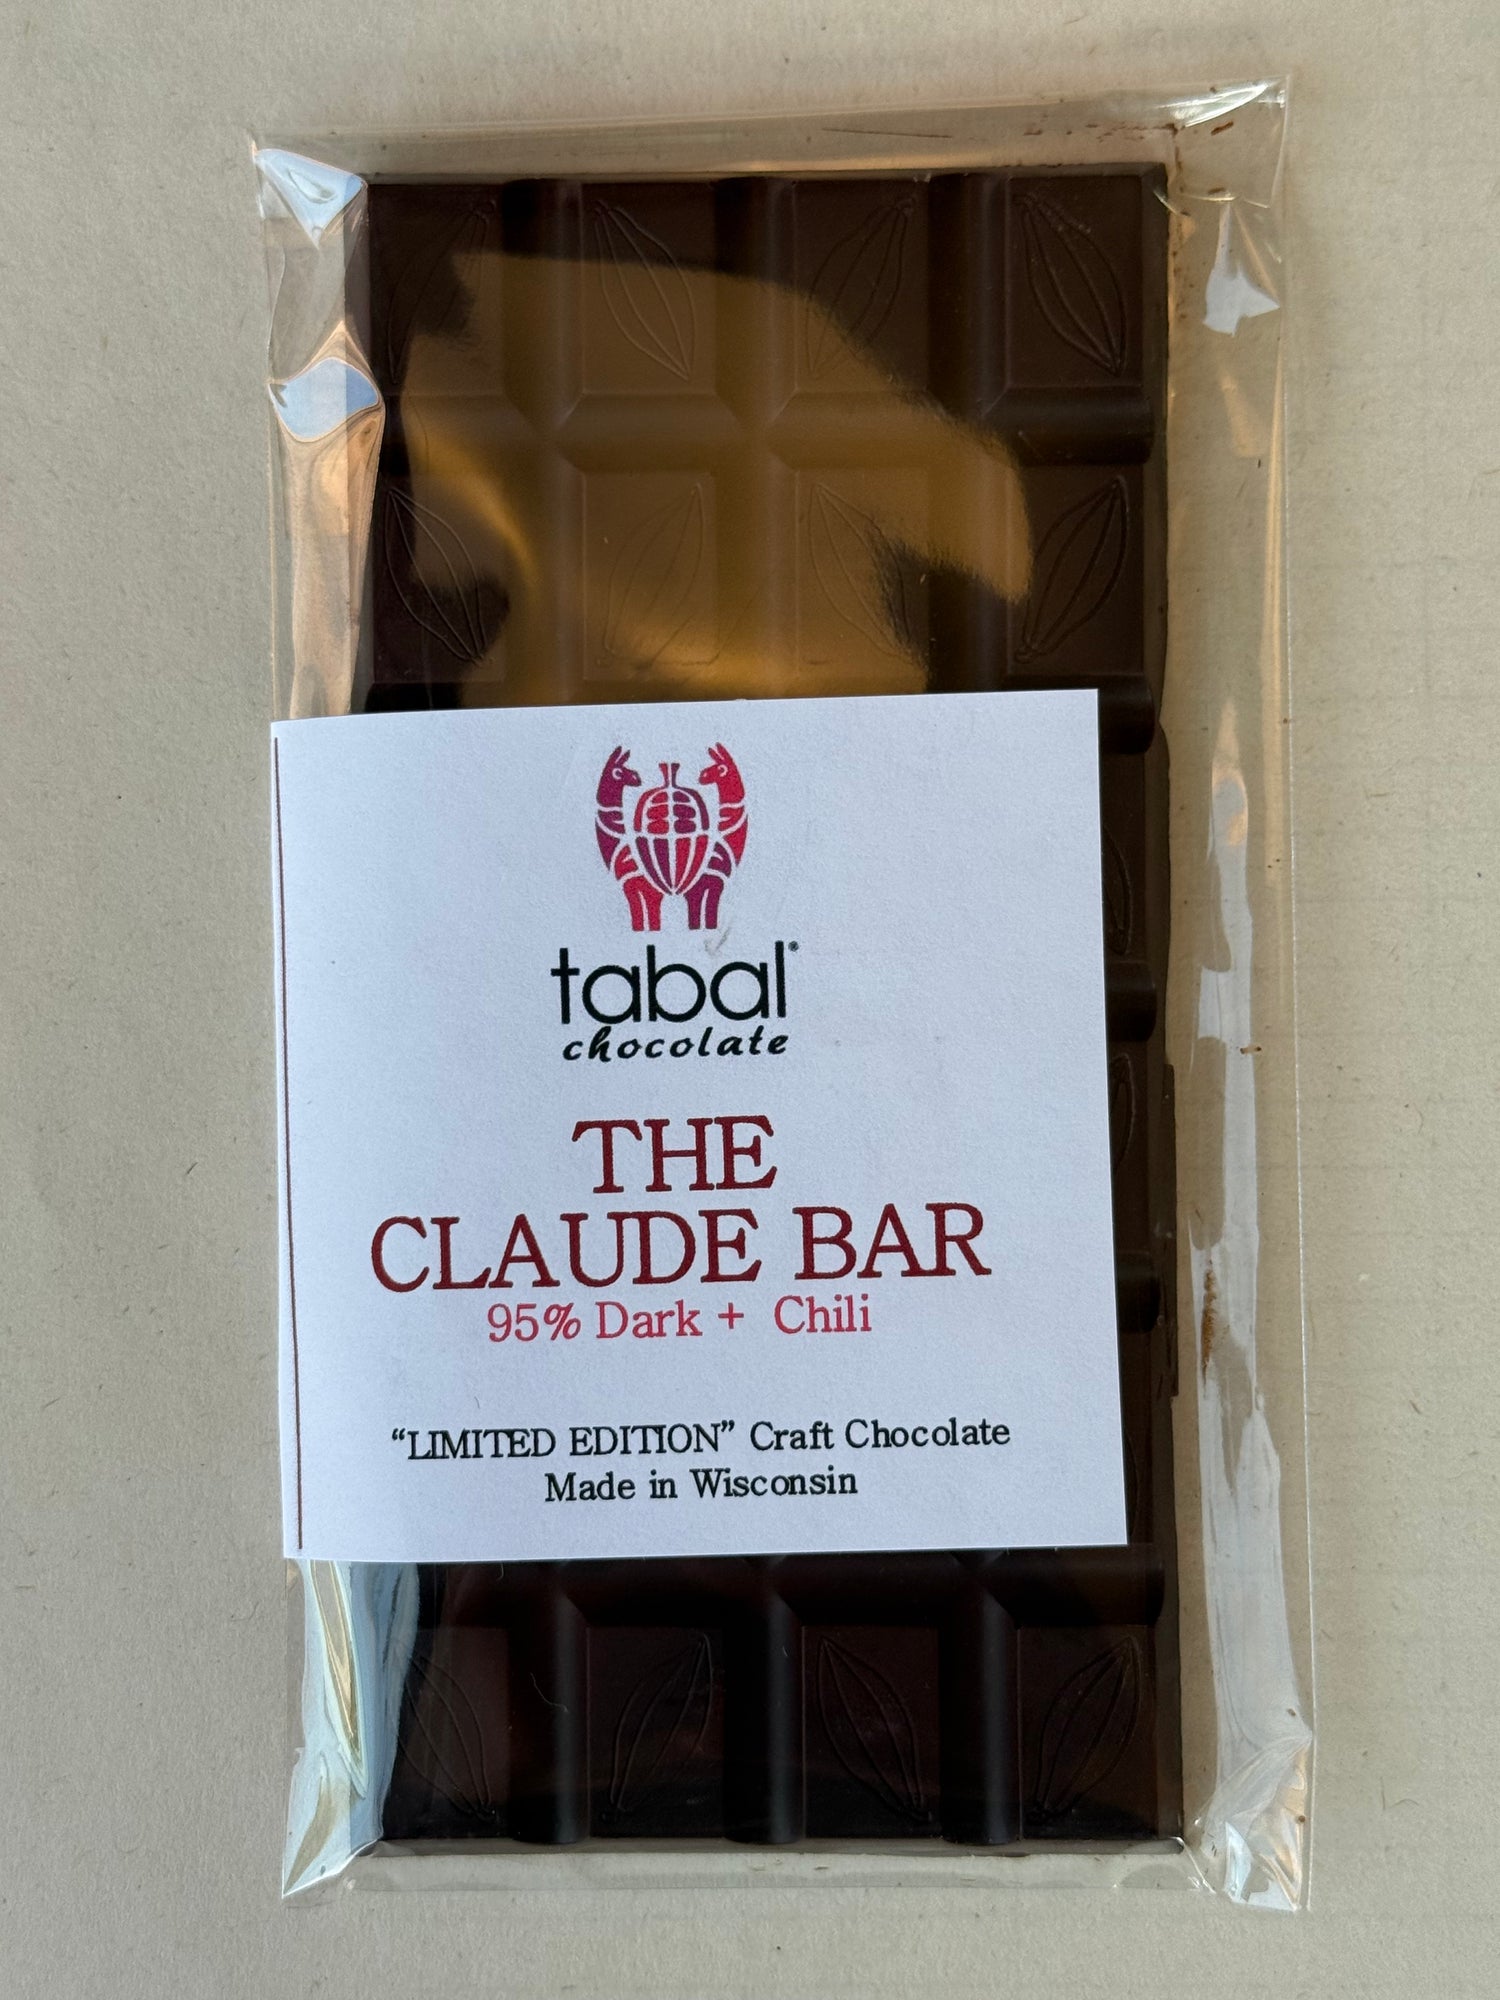 tabal®
chocolate
THE
CLAUDE BAR
95% Dark + Chili
“LIMITED EDITION” Craft Chocolate
Made in Wisconsin